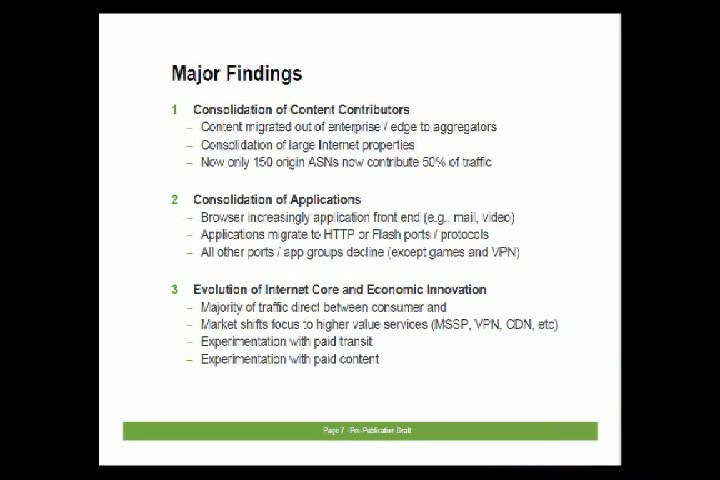 Major Findings
1 Consolidation of Content Contributors
– Content migrated out of enterprise / edge to aggregators
– Consolidation of large Internet properties
– Now only 150 origin ASNs now contribute 50% of traffic
2 Consolidation of Applications
– Browser increasingly application front end (e.g., mail, video)
– Applications migrate to HTTP or Flash ports / protocols
– All other ports / app groups decline (except games and VPN)
3 Evolution of Internet Core and Economic Innovation
– Majority of traffic direct between consumer and
– Market shifts focus to higher value services (MSSP, VPN, CDN, etc)
– Experimentation with paid transit
– Experimentation with paid content
Page 7 - Pre-Publication Draft